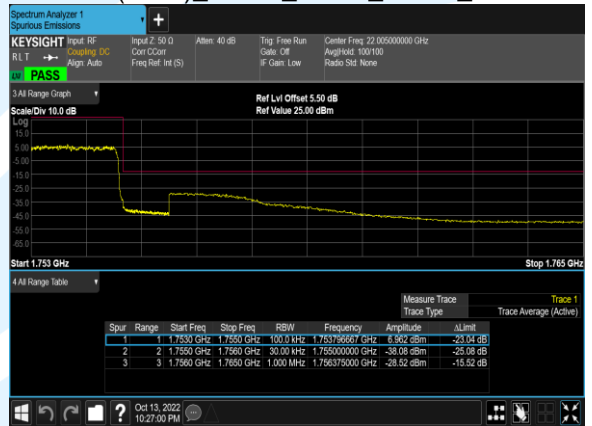 Spectrum Analyzer 1
Spurious Emissions
KEYSIGHT Input: RF Input Z: 50 Ω Atten: 40 dB Trig: Free Run Center Freq: 22.005000000 GHz
RLT Coupling: DC Corr CCorr Gate: Off Avg|Hold: 100/100
Align: Auto Freq Ref: Int (S) IF Gain: Low Radio Std: None
LXI PASS
3 All Range Graph
Ref Lvl Offset 5.50 dB
Scale/Div 10.0 dB Ref Value 25.00 dBm
Log
15.0
5.00
-5.00
-15.0
-25.0
-35.0
-45.0
-55.0
-65.0
Start 1.753 GHz Stop 1.765 GHz
4 All Range Table
Measure Trace Trace 1
Trace Type Trace Average (Active)
Spur Range Start Freq Stop Freq RBW Frequency Amplitude ΔLimit
1 1 1.7530 GHz 1.7550 GHz 100.0 kHz 1.753796667 GHz 6.962 dBm -23.04 dB
2 2 1.7550 GHz 1.7560 GHz 30.00 kHz 1.755000000 GHz -38.08 dBm -25.08 dB
3 3 1.7560 GHz 1.7650 GHz 1.000 MHz 1.756375000 GHz -28.52 dBm -15.52 dB
? Oct 13, 2022
10:27:00 PM